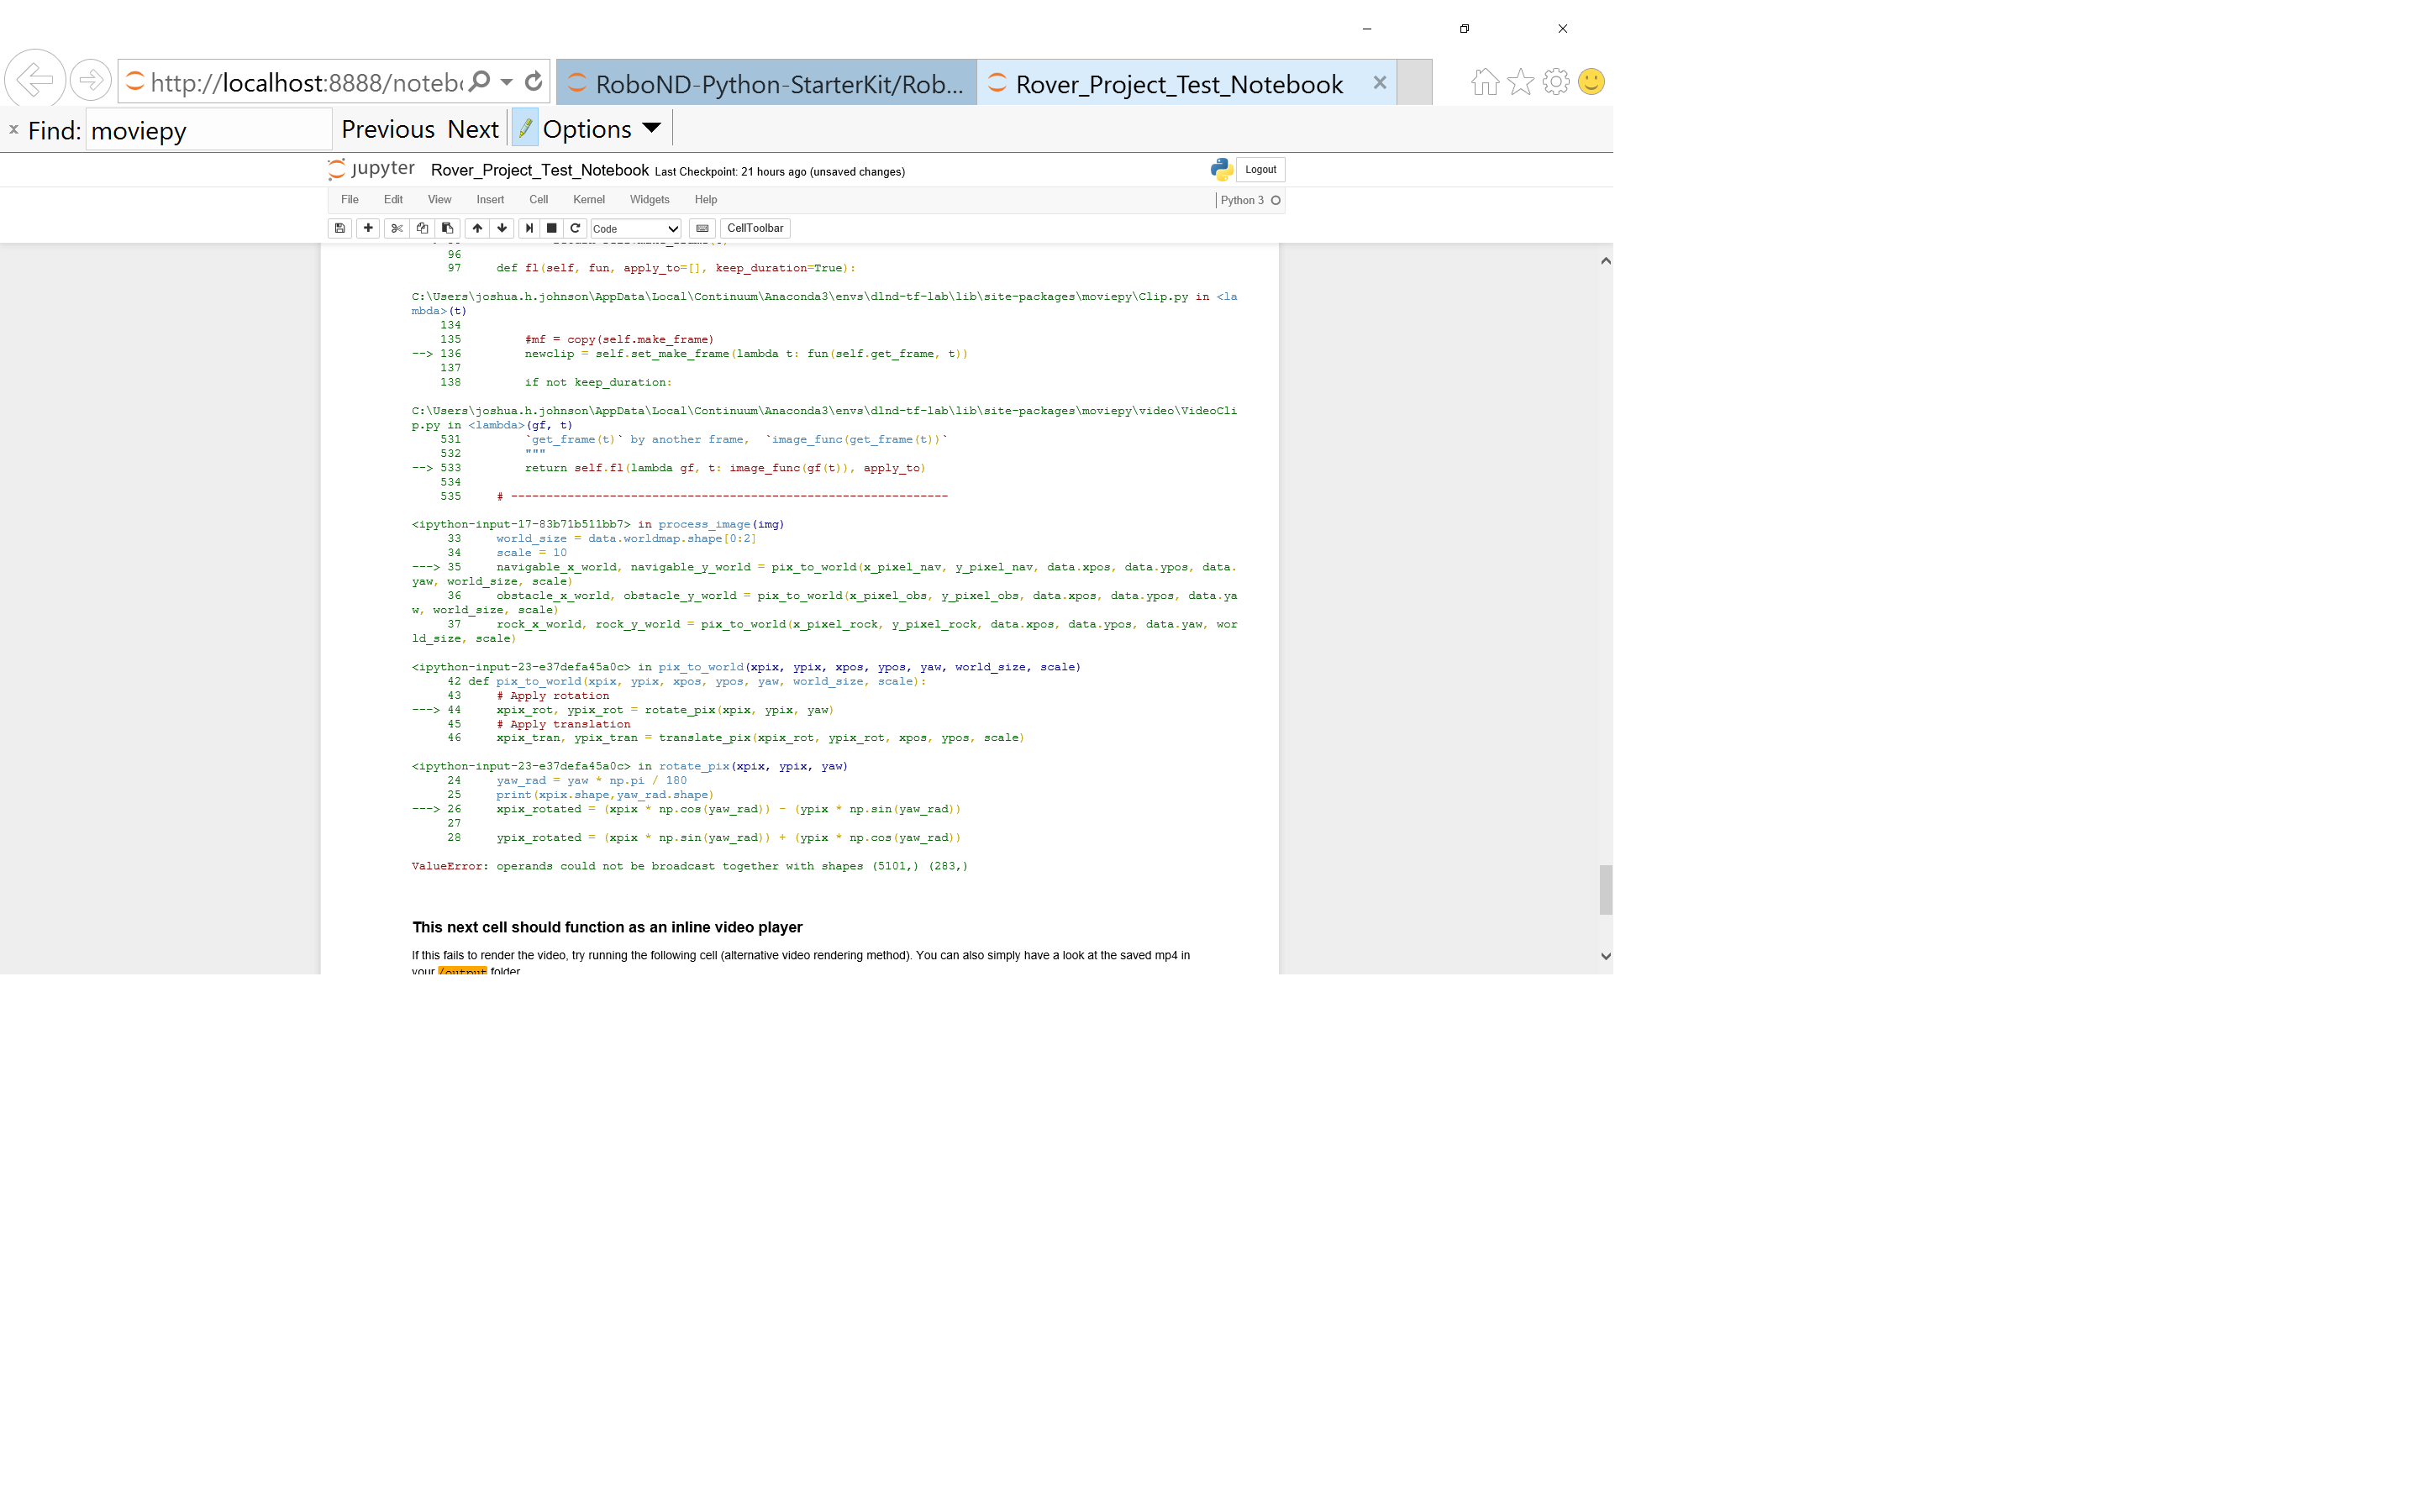 http://localhost:8888/noteb
RoboND-Python-StarterKit/Rob...
Rover_Project_Test_Notebook
x Find: moviepy
Previous Next Options
jupyter Rover_Project_Test_Notebook Last Checkpoint: 21 hours ago (unsaved changes)
Logout
File Edit View Insert Cell Kernel Widgets Help
Python 3
Code
CellToolbar
96
97 def fl(self, fun, apply_to=[], keep_duration=True):
C:\Users\joshua.h.johnson\AppData\Local\Continuum\Anaconda3\envs\dlnd-tf-lab\lib\site-packages\moviepy\Clip.py in <la
mbda>(t)
134
135 #mf = copy(self.make_frame)
--> 136 newclip = self.set_make_frame(lambda t: fun(self.get_frame, t))
137
138 if not keep_duration:
C:\Users\joshua.h.johnson\AppData\Local\Continuum\Anaconda3\envs\dlnd-tf-lab\lib\site-packages\moviepy\video\VideoCli
p.py in <lambda>(gf, t)
531 `get_frame(t)` by another frame, `image_func(get_frame(t))`
532 """
--> 533 return self.fl(lambda gf, t: image_func(gf(t)), apply_to)
534
535 # --------------------------------------------------------------
<ipython-input-17-83b71b511bb7> in process_image(img)
33 world_size = data.worldmap.shape[0:2]
34 scale = 10
---> 35 navigable_x_world, navigable_y_world = pix_to_world(x_pixel_nav, y_pixel_nav, data.xpos, data.ypos, data.
yaw, world_size, scale)
36 obstacle_x_world, obstacle_y_world = pix_to_world(x_pixel_obs, y_pixel_obs, data.xpos, data.ypos, data.ya
w, world_size, scale)
37 rock_x_world, rock_y_world = pix_to_world(x_pixel_rock, y_pixel_rock, data.xpos, data.ypos, data.yaw, wor
ld_size, scale)
<ipython-input-23-e37defa45a0c> in pix_to_world(xpix, ypix, xpos, ypos, yaw, world_size, scale)
42 def pix_to_world(xpix, ypix, xpos, ypos, yaw, world_size, scale):
43 # Apply rotation
---> 44 xpix_rot, ypix_rot = rotate_pix(xpix, ypix, yaw)
45 # Apply translation
46 xpix_tran, ypix_tran = translate_pix(xpix_rot, ypix_rot, xpos, ypos, scale)
<ipython-input-23-e37defa45a0c> in rotate_pix(xpix, ypix, yaw)
24 yaw_rad = yaw * np.pi / 180
25 print(xpix.shape,yaw_rad.shape)
---> 26 xpix_rotated = (xpix * np.cos(yaw_rad)) - (ypix * np.sin(yaw_rad))
27
28 ypix_rotated = (xpix * np.sin(yaw_rad)) + (ypix * np.cos(yaw_rad))
ValueError: operands could not be broadcast together with shapes (5101,) (283,)
This next cell should function as an inline video player
If this fails to render the video, try running the following cell (alternative video rendering method). You can also simply have a look at the saved mp4 in
your /output folder